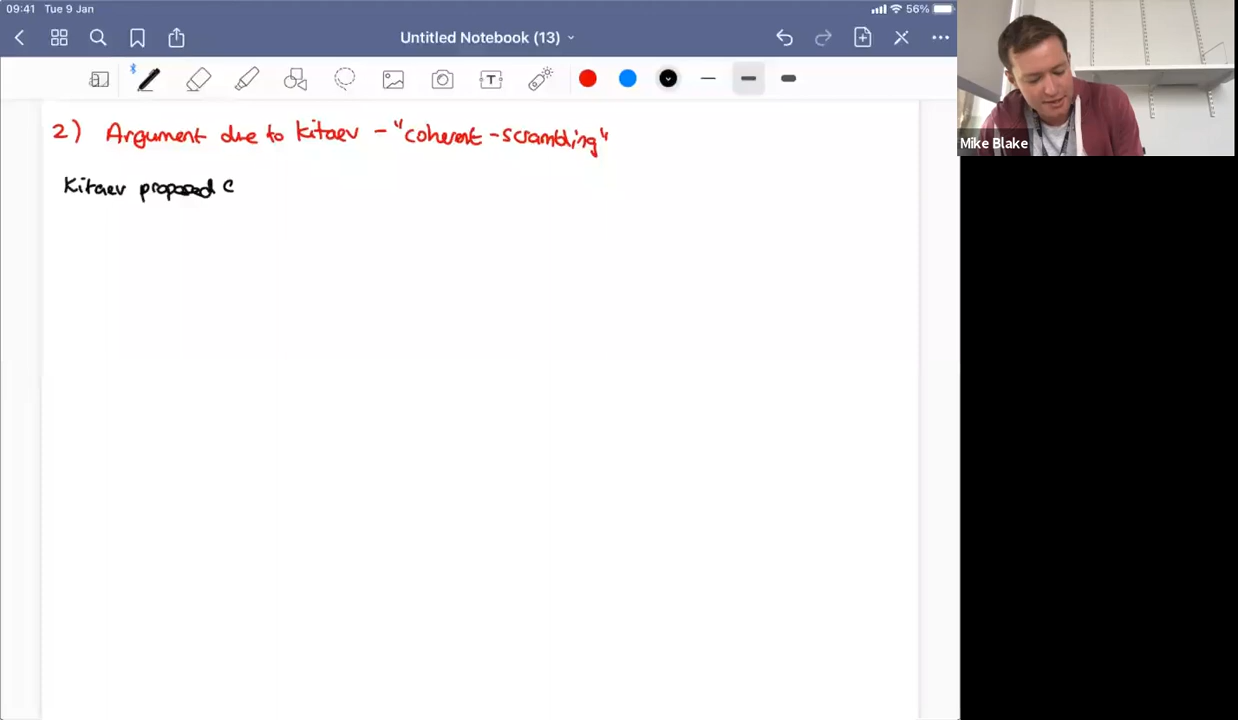 09:41 Tue 9 Jan
56%
Untitled Notebook (13)
T
Mike Blake
2) Argument due to Kitaev - "coherent-scrambling"
Kitaev proposed a